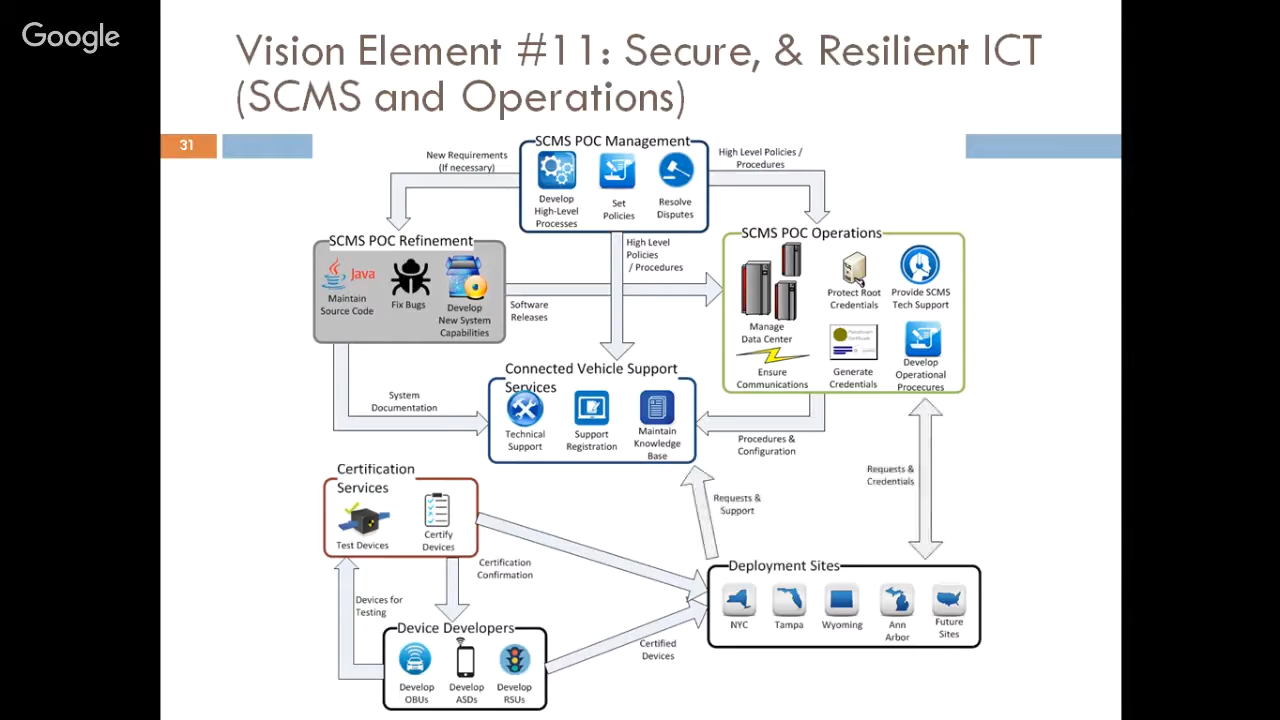 Google
Vision Element #11: Secure, & Resilient ICT
(SCMS and Operations)
31
SCMS POC Management
Develop
High-Level
Processes
Set
Policies
Resolve
Disputes
New Requirements
(If necessary)
High Level Policies /
Procedures
SCMS POC Refinement
Java
Maintain
Source Code
Fix Bugs
Develop
New System
Capabilities
High Level
Policies
/ Procedures
Software
Releases
SCMS POC Operations
Manage
Data Center
Protect Root
Credentials
Provide SCMS
Tech Support
Ensure
Communications
Generate
Credentials
Develop
Operational
Procecures
System
Documentation
Connected Vehicle Support
Services
Technical
Support
Support
Registration
Maintain
Knowledge
Base
Procedures &
Configuration
Requests &
Credentials
Requests &
Support
Certification
Services
Test Devices
Certify
Devices
Certification
Confirmation
Devices for
Testing
Device Developers
Develop
OBUs
Develop
ASDs
Develop
RSUs
Certified
Devices
Deployment Sites
NYC
Tampa
Wyoming
Ann
Arbor
Future
Sites